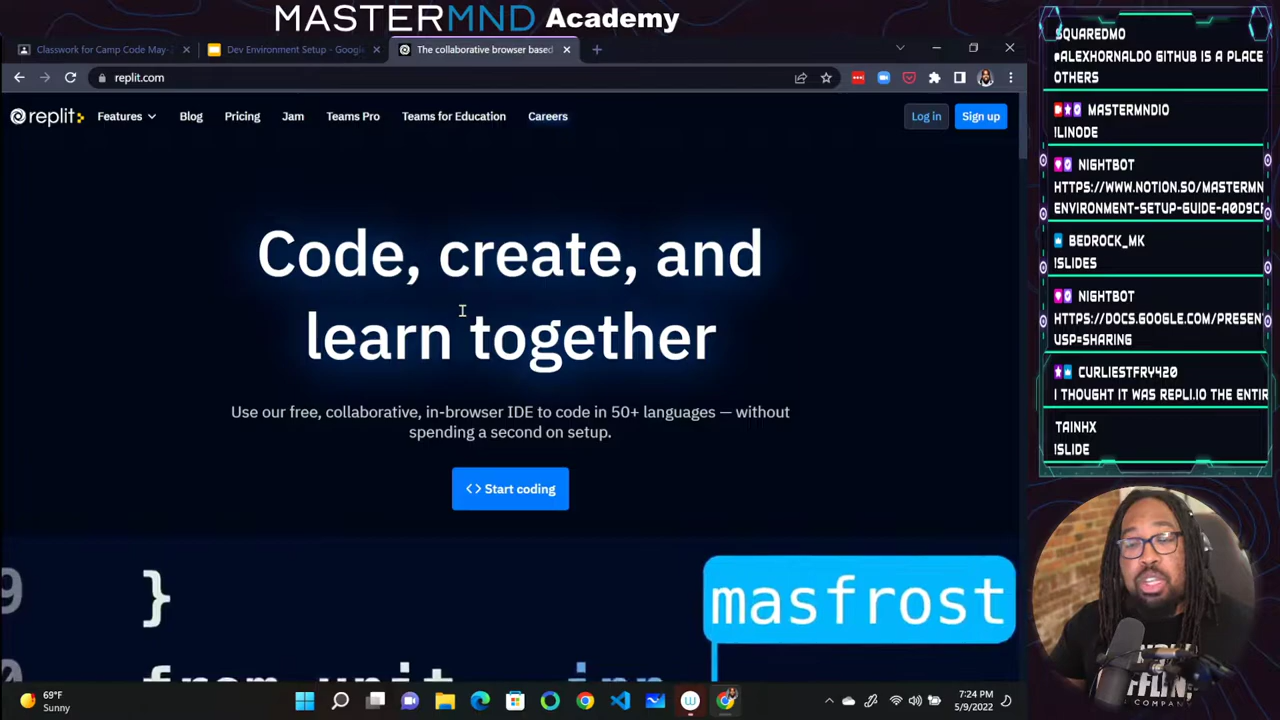 MASTERMND Academy
Classwork for Camp Code May-
Dev Environment Setup - Googl
The collaborative browser based
replit.com
replit
Features
Blog
Pricing
Jam
Teams Pro
Teams for Education
Careers
Log in
Sign up
Code, create, and
learn together
Use our free, collaborative, in-browser IDE to code in 50+ languages — without
spending a second on setup.
<> Start coding
9
}
masfrost
69°F
Sunny
7:24 PM
5/9/2022
SQUAREDMO
@ALEXHORNALDO GITHUB IS A PLACE
OTHERS
MASTERMNDIO
!LINODE
NIGHTBOT
HTTPS://WWW.NOTION.SO/MASTERMN
ENVIRONMENT-SETUP-GUIDE-A0D9CF
BEDROCK_MK
!SLIDES
NIGHTBOT
HTTPS://DOCS.GOOGLE.COM/PRESEN
USP=SHARING
CURLIESTFRY420
I THOUGHT IT WAS REPLI.IO THE ENTIR
TAINHX
!SLIDE